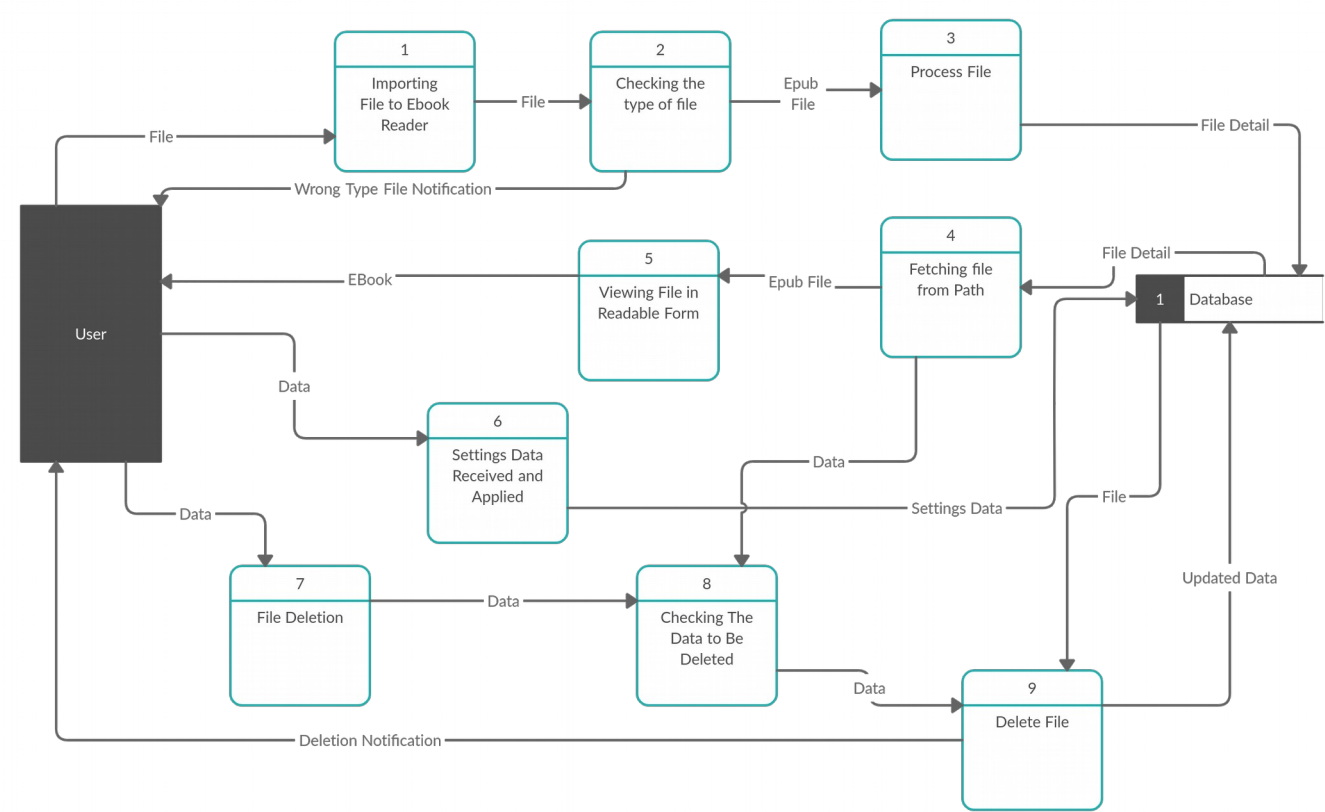 1
Importing
File to Ebook
Reader
File
2
Checking the
type of file
Epub
File
3
Process File
File
File Detail
Wrong Type File Notification
User
EBook
5
Viewing File in
Readable Form
Epub File
4
Fetching file
from Path
File Detail
1
Database
Data
6
Settings Data
Received and
Applied
Data
Settings Data
File
Data
Updated Data
7
File Deletion
Data
8
Checking The
Data to Be
Deleted
Data
9
Delete File
Deletion Notification